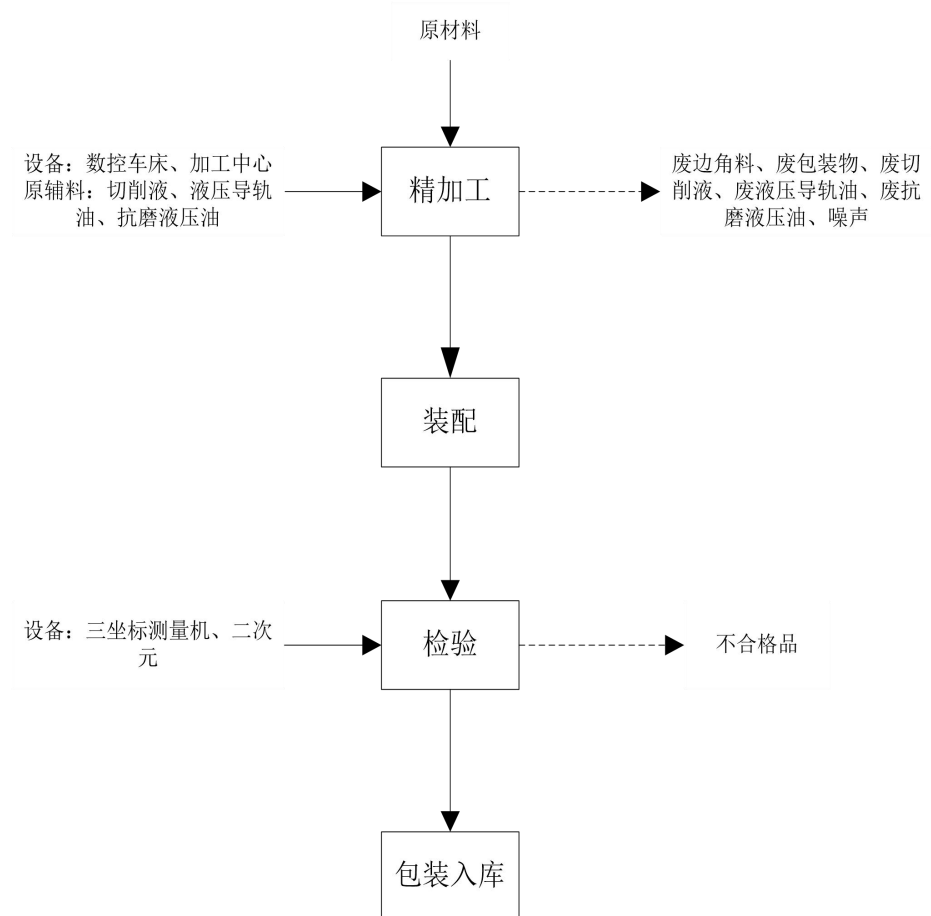 原材料
设备：数控车床、加工中心
原辅料：切削液、液压导轨
油、抗磨液压油
精加工
废边角料、废包装物、废切
削液、废液压导轨油、废抗
磨液压油、噪声
装配
设备：三坐标测量机、二次
元
检验
不合格品
包装入库